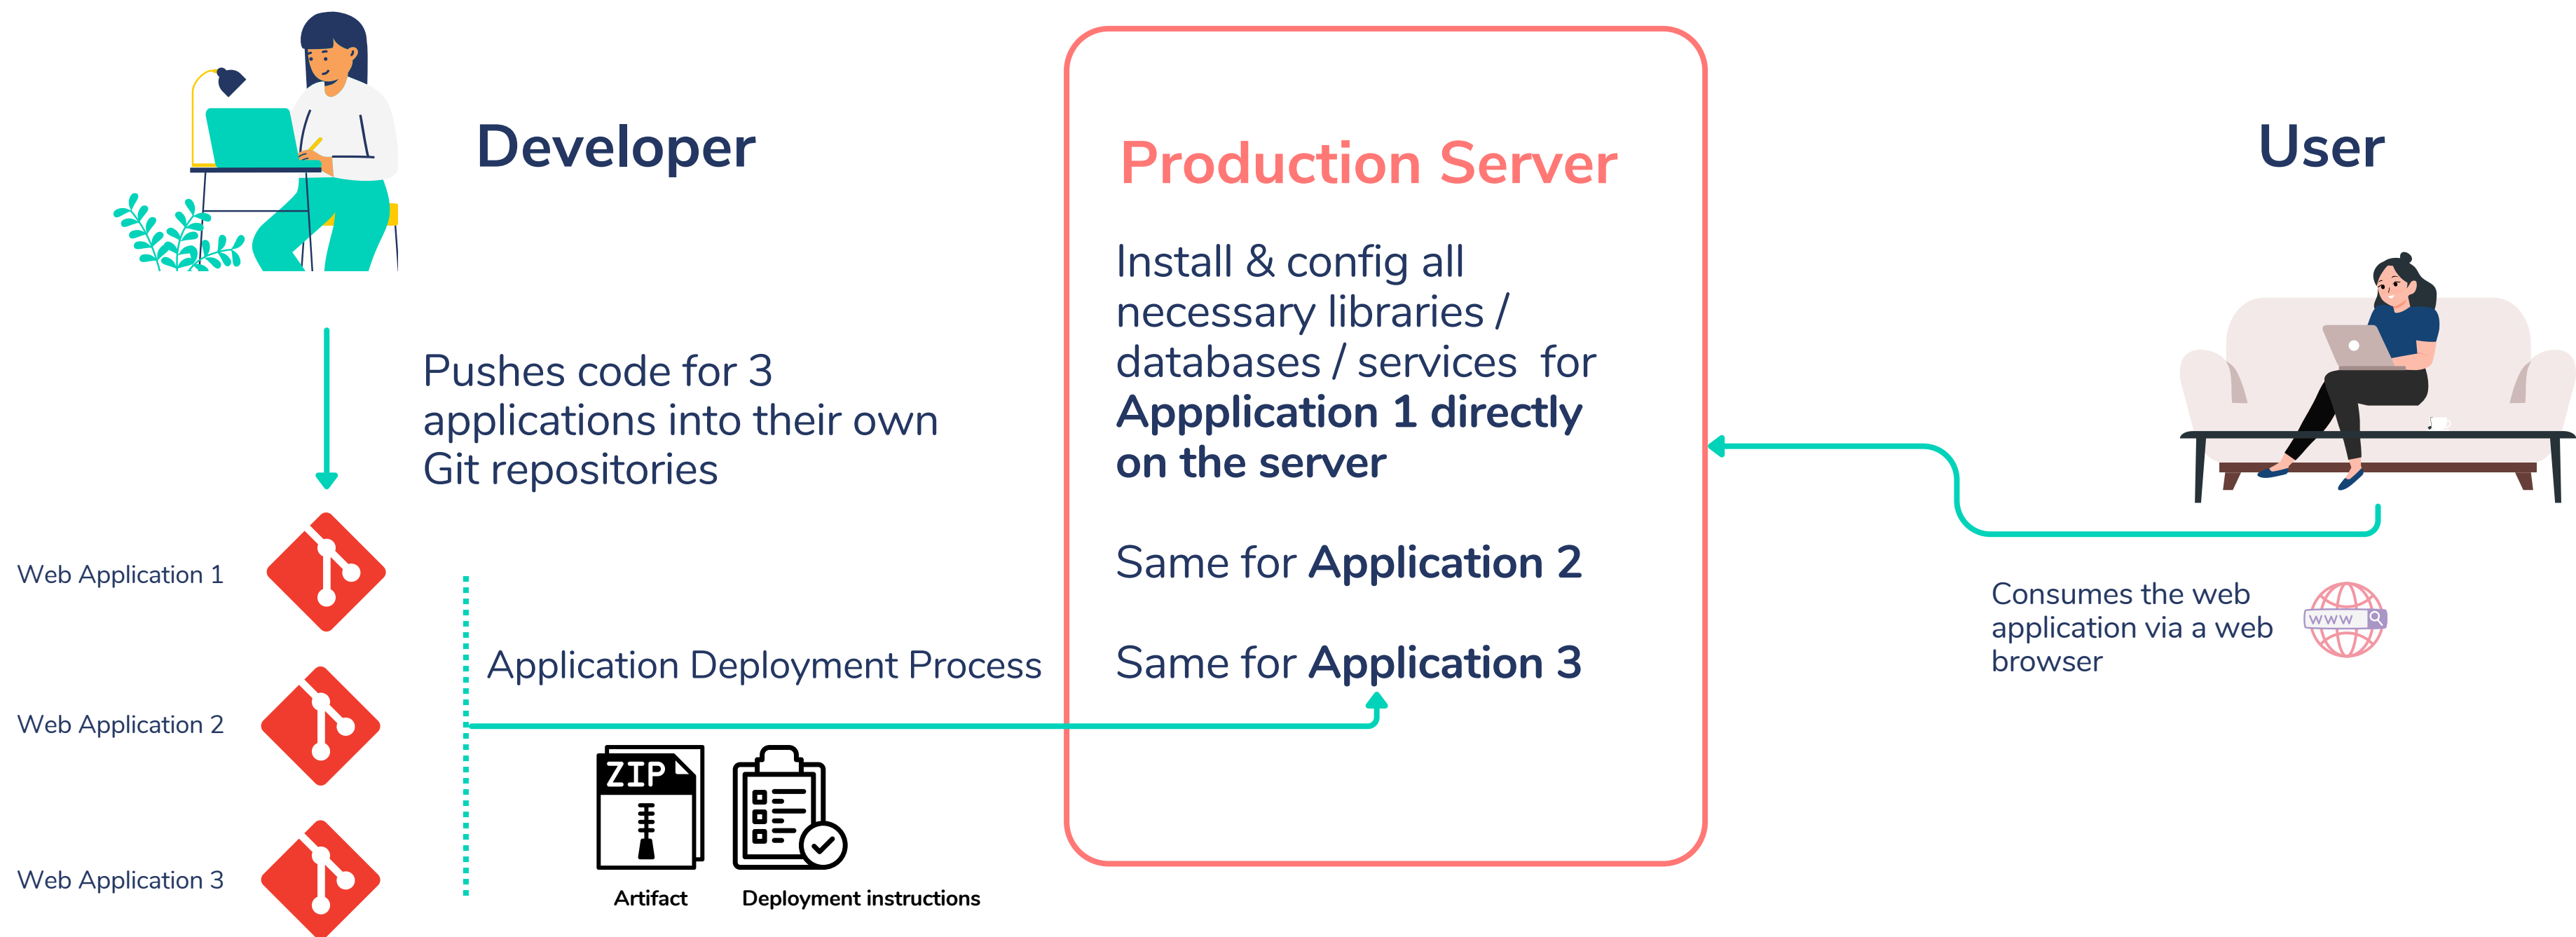 Developer
Pushes code for 3
applications into their own
Git repositories
Web Application 1
Web Application 2
Web Application 3
Application Deployment Process
ZIP
Artifact
Deployment instructions
Production Server
Install & config all
necessary libraries /
databases / services for
Appplication 1 directly
on the server
Same for Application 2
Same for Application 3
User
Consumes the web
application via a web
browser
WWW